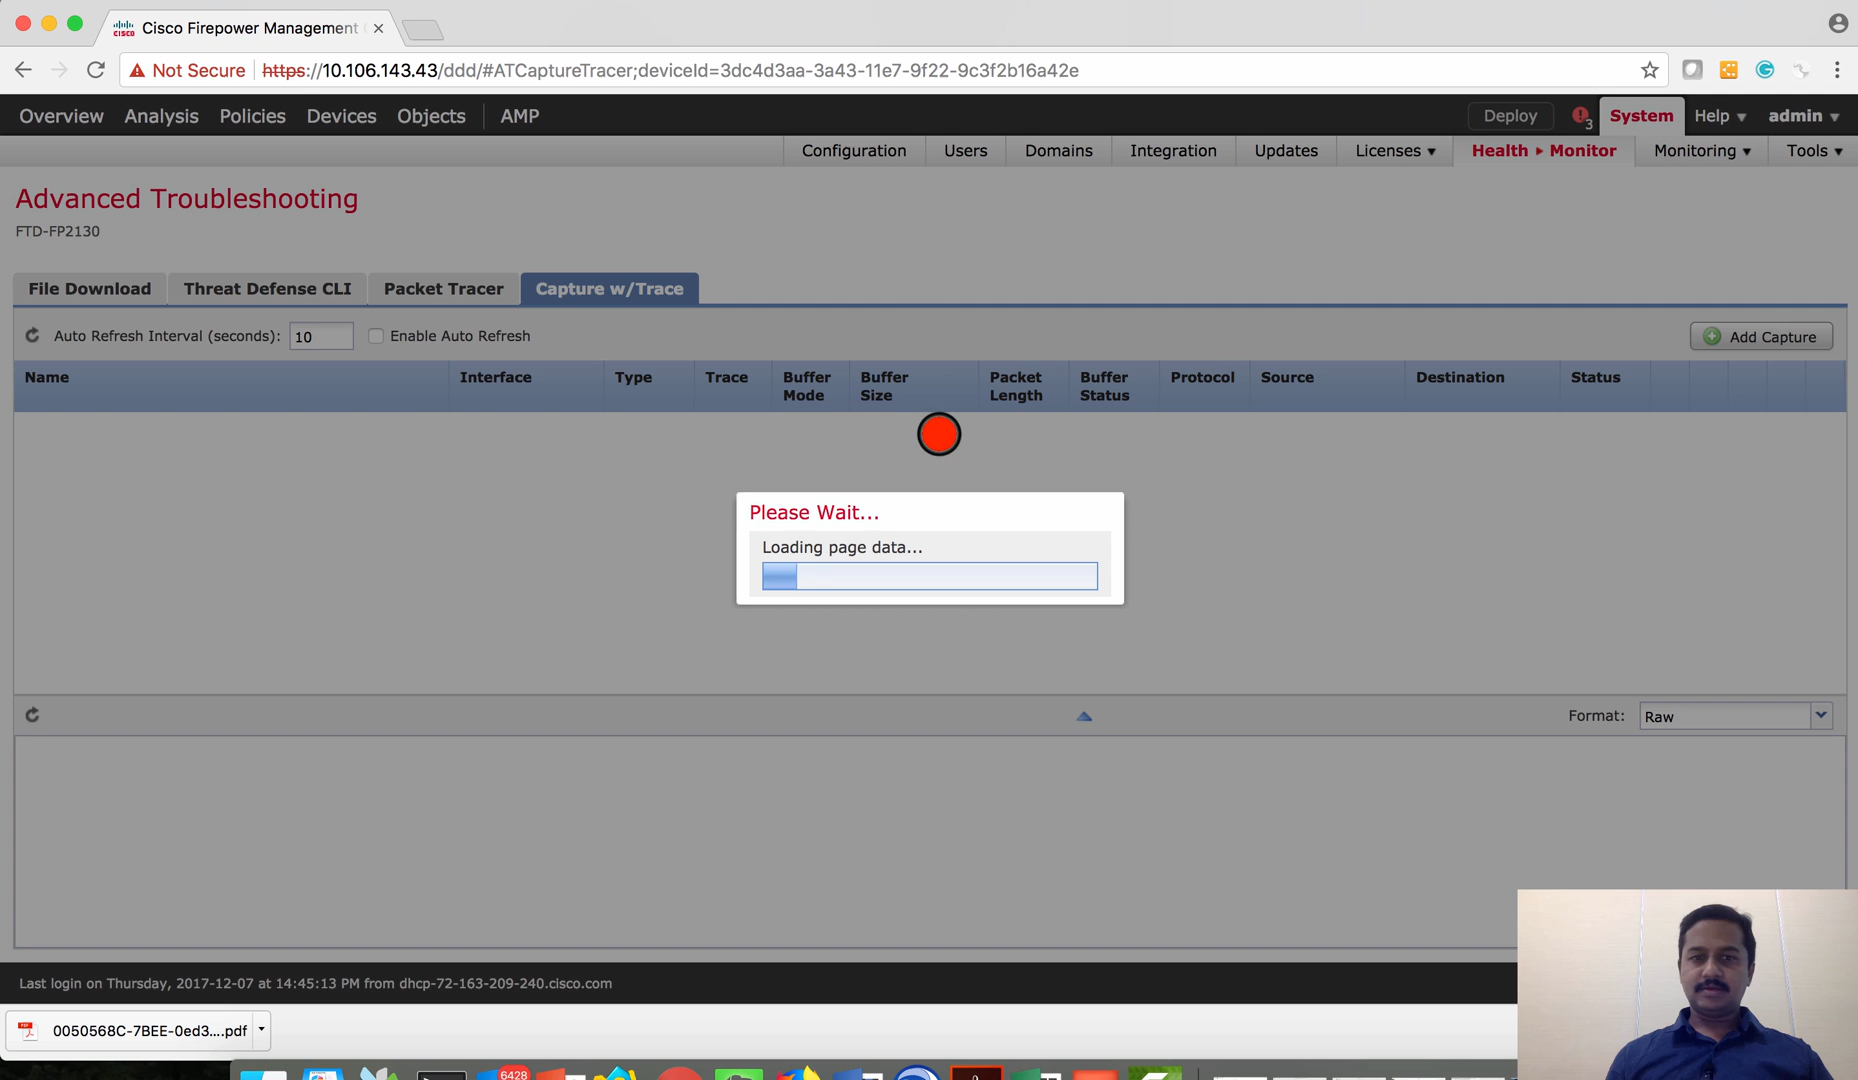 Cisco Firepower Management
Not Secure https://10.106.143.43/ddd/#ATCaptureTracer;deviceId=3dc4d3aa-3a43-11e7-9f22-9c3f2b16a42e
Overview Analysis Policies Devices Objects AMP Deploy 3 System Help admin
Configuration Users Domains Integration Updates Licenses Health Monitor Monitoring Tools
Advanced Troubleshooting
FTD-FP2130
File Download Threat Defense CLI Packet Tracer Capture w/Trace
Auto Refresh Interval (seconds): 10 Enable Auto Refresh Add Capture
Name Interface Type Trace Buffer Mode Buffer Size Packet Length Buffer Status Protocol Source Destination Status
Please Wait...
Loading page data...
Format: Raw
Last login on Thursday, 2017-12-07 at 14:45:13 PM from dhcp-72-163-209-240.cisco.com
0050568C-7BEE-0ed3....pdf
6428